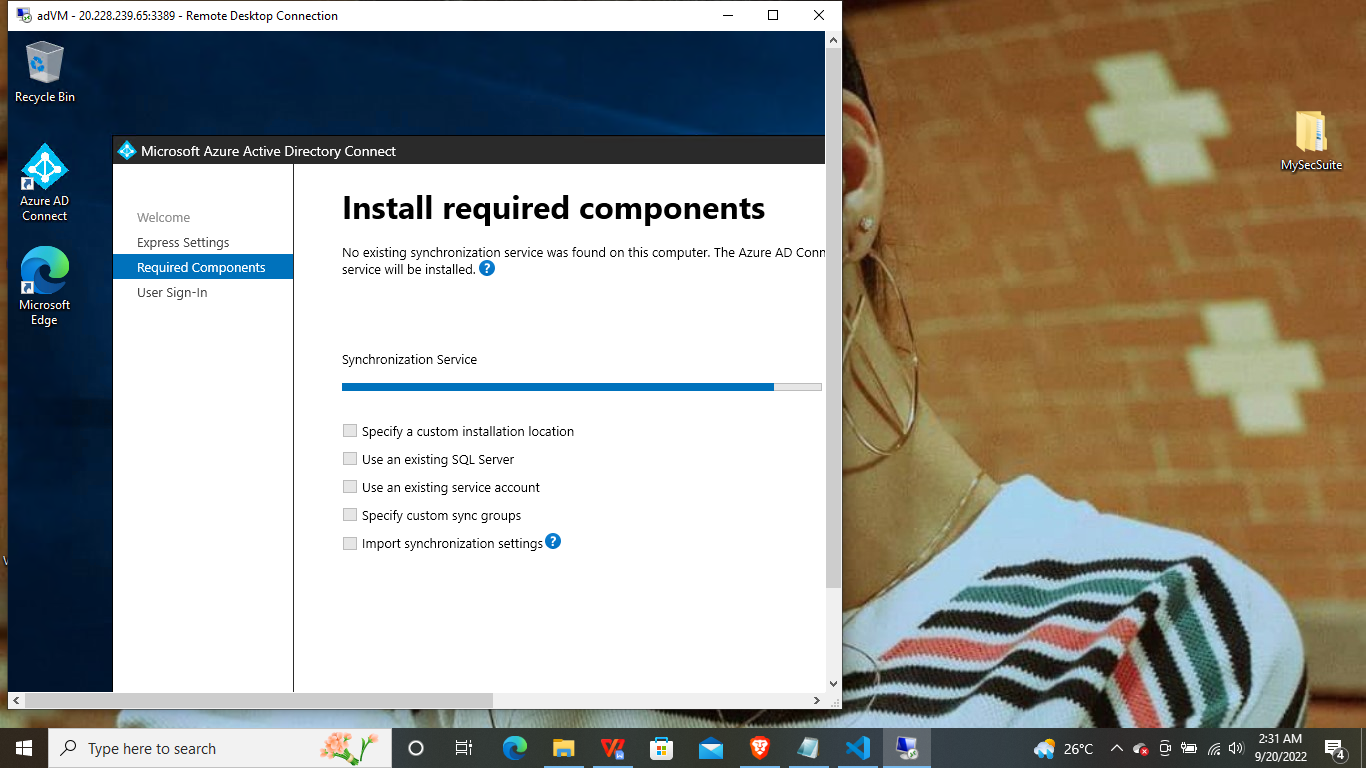 adVM - 20.228.239.65:3389 - Remote Desktop Connection
Recycle Bin
Azure AD
Connect
Microsoft
Edge
Microsoft Azure Active Directory Connect
Welcome
Express Settings
Required Components
User Sign-In
Install required components
No existing synchronization service was found on this computer. The Azure AD Conn
service will be installed. ?
Synchronization Service
Specify a custom installation location
Use an existing SQL Server
Use an existing service account
Specify custom sync groups
Import synchronization settings ?
MySecSuite
Type here to search
26°C
2:31 AM
9/20/2022
4